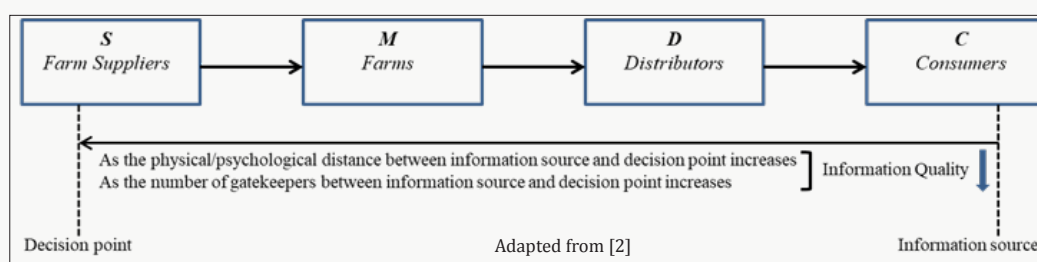 S
Farm Suppliers
M
Farms
D
Distributors
C
Consumers
As the physical/psychological distance between information source and decision point increases
As the number of gatekeepers between information source and decision point increases
Information Quality
Decision point
Adapted from [2]
Information source